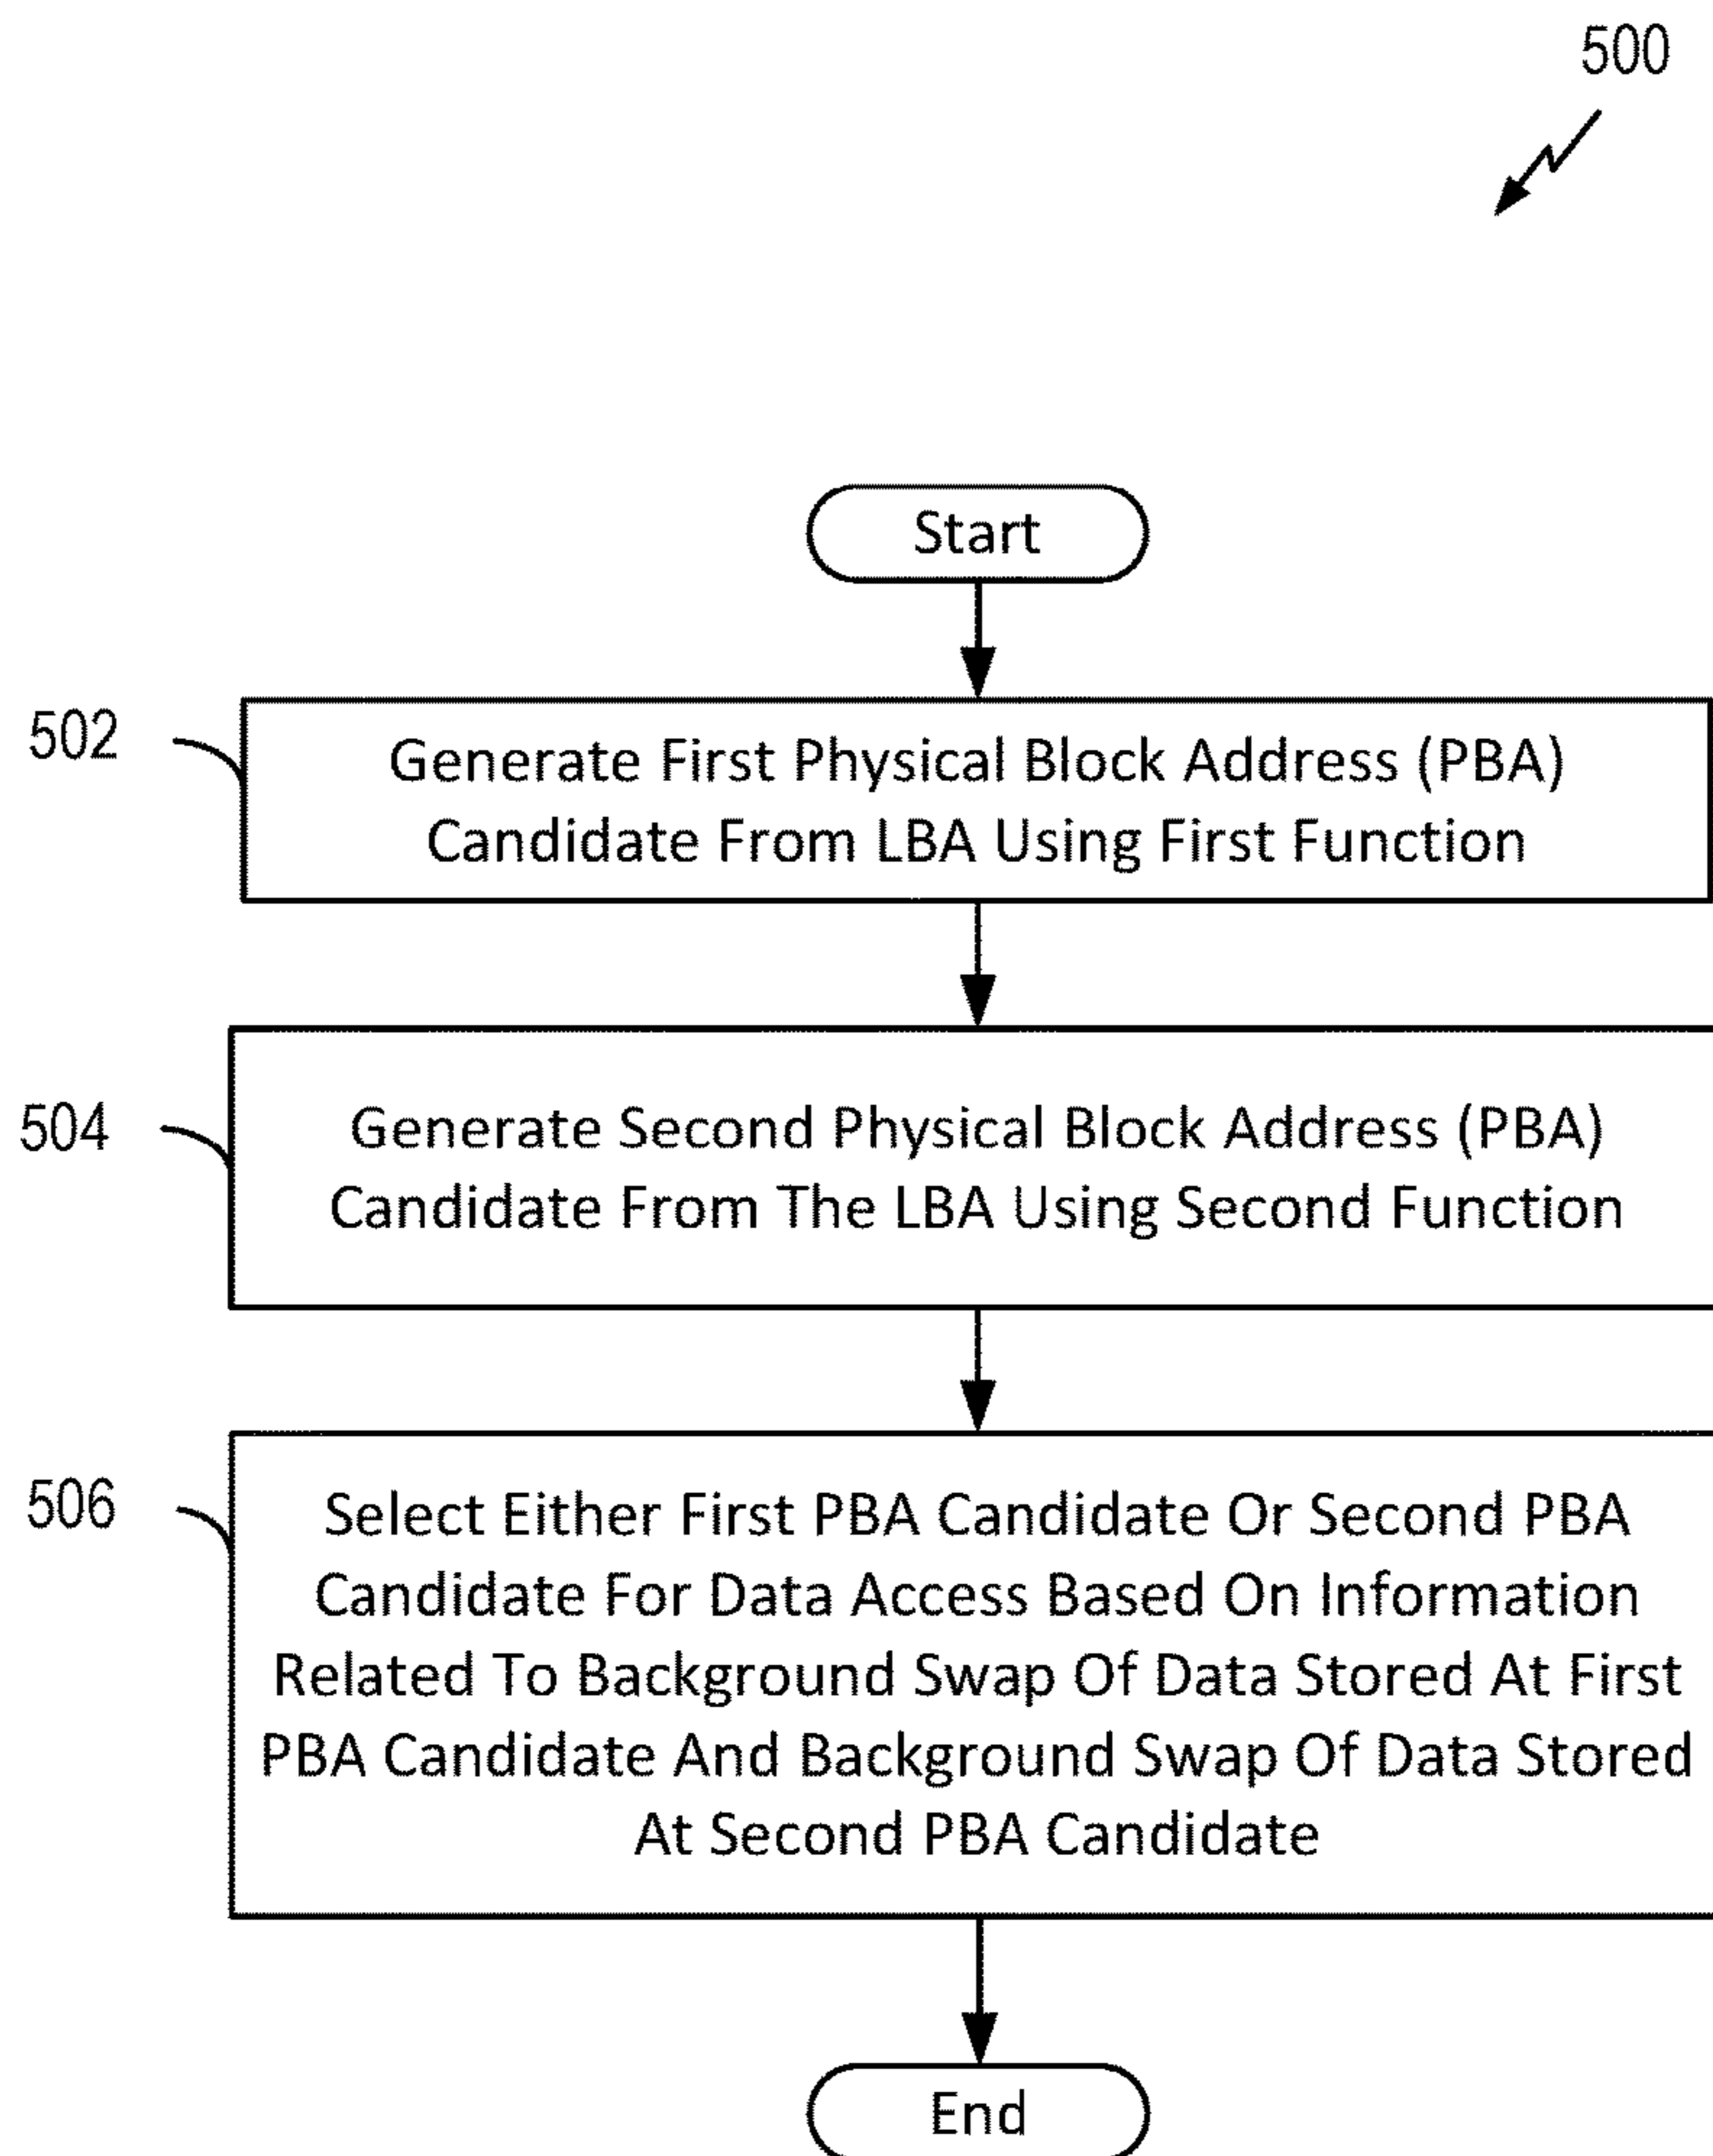 500
Start
502
Generate First Physical Block Address (PBA)
Candidate From LBA Using First Function
504
Generate Second Physical Block Address (PBA)
Candidate From The LBA Using Second Function
506
Select Either First PBA Candidate Or Second PBA
Candidate For Data Access Based On Information
Related To Background Swap Of Data Stored At First
PBA Candidate And Background Swap Of Data Stored
At Second PBA Candidate
End